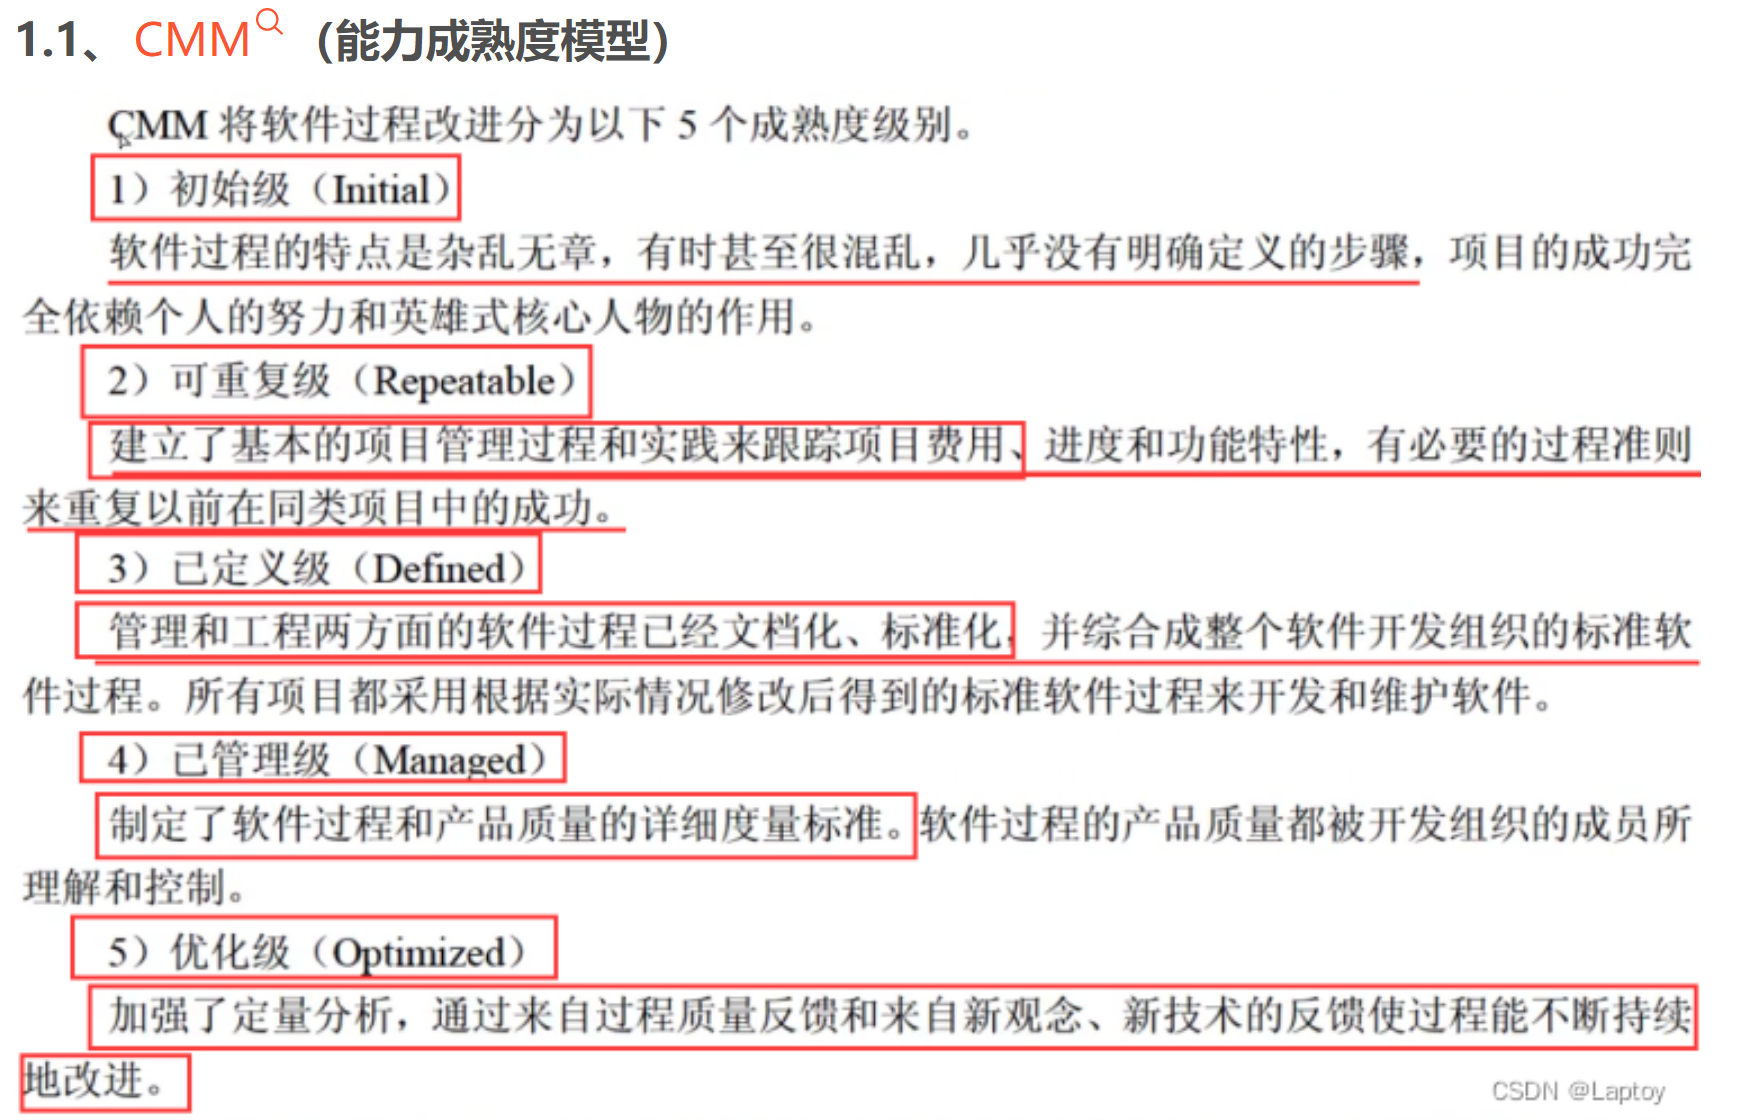 1.1、CMM（能力成熟度模型）
CMM 将软件过程改进分为以下 5 个成熟度级别。
1）初始级（Initial）
软件过程的特点是杂乱无章，有时甚至很混乱，几乎没有明确定义的步骤，项目的成功完
全依赖个人的努力和英雄式核心人物的作用。
2）可重复级（Repeatable）
建立了基本的项目管理过程和实践来跟踪项目费用、进度和功能特性，有必要的过程准则
来重复以前在同类项目中的成功。
3）已定义级（Defined）
管理和工程两方面的软件过程已经文档化、标准化，并综合成整个软件开发组织的标准软
件过程。所有项目都采用根据实际情况修改后得到的标准软件过程来开发和维护软件。
4）已管理级（Managed）
制定了软件过程和产品质量的详细度量标准。软件过程的产品质量都被开发组织的成员所
理解和控制。
5）优化级（Optimized）
加强了定量分析，通过来自过程质量反馈和来自新观念、新技术的反馈使过程能不断持续
地改进。
CSDN @Laptoy